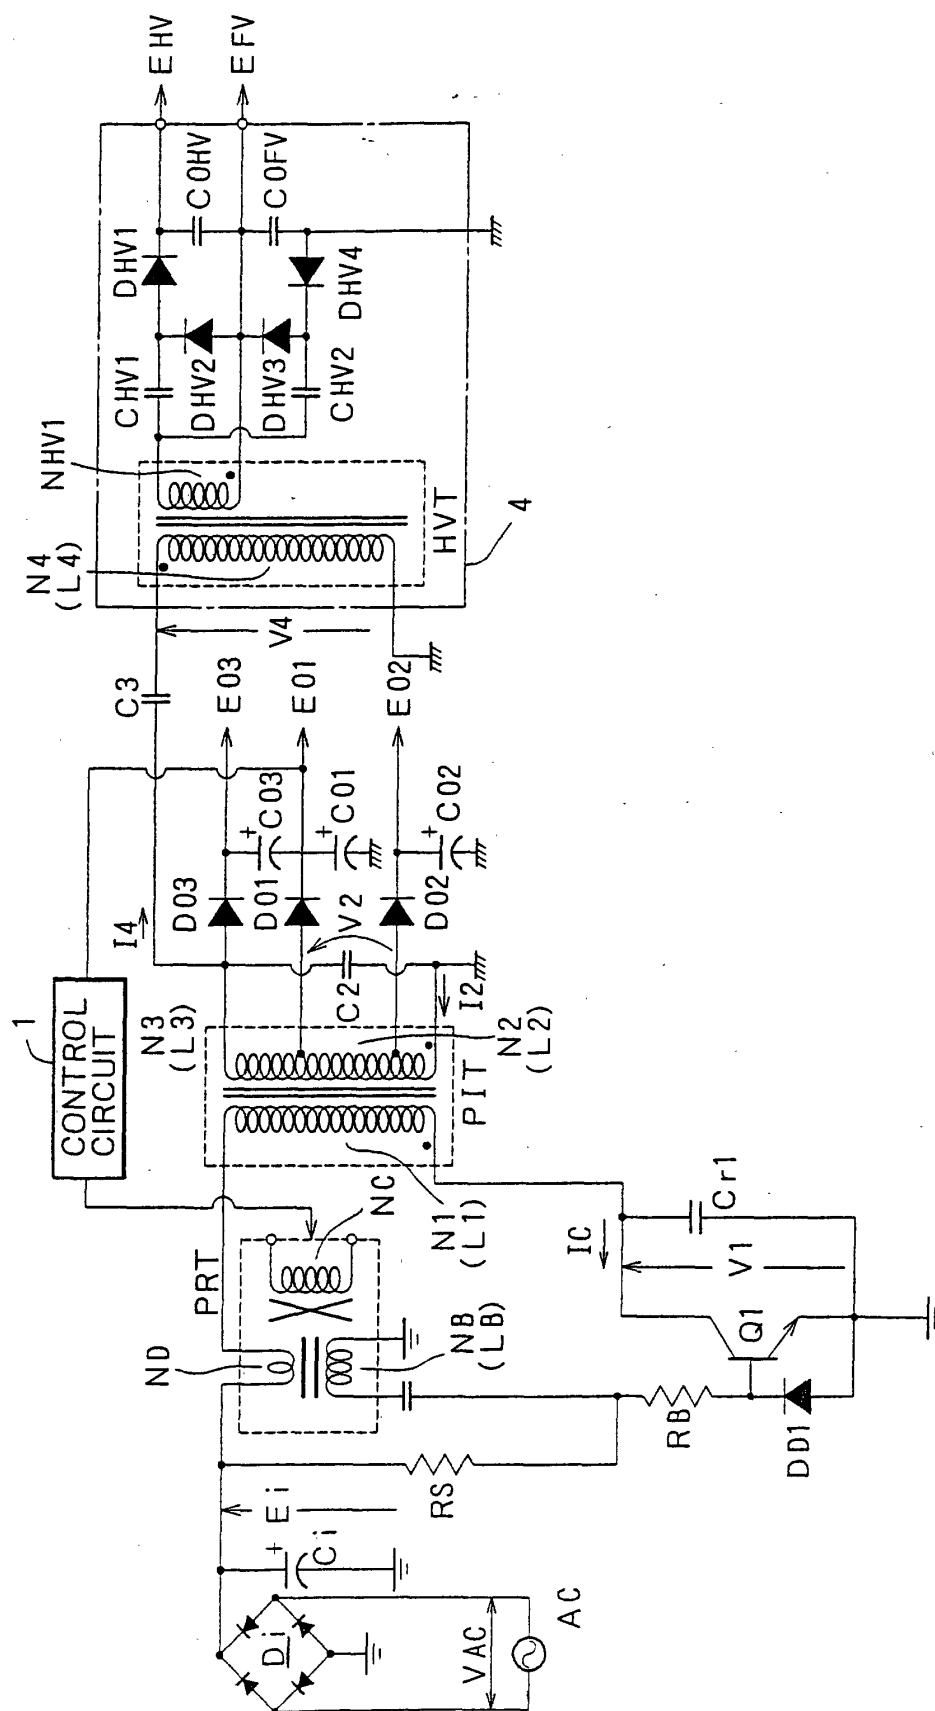 EHV
EFV
C0HV
C0FV
DHV1
DHV4
CHV1
DHV2
DHV3
CHV2
NHV1
HVT
4
N4
(L4)
V4
C3
E03
E01
E02
I4
D03
C03
+
D01
C01
+
V2
D02
C02
+
C2
I2
1
CONTROL
CIRCUIT
N3
(L3)
N2
(L2)
PIT
N1
(L1)
PRT
NC
ND
NB
(LB)
IC
Cr1
V1
Q1
RB
DD1
RS
Ei
Ci
+
Di
VAC
AC